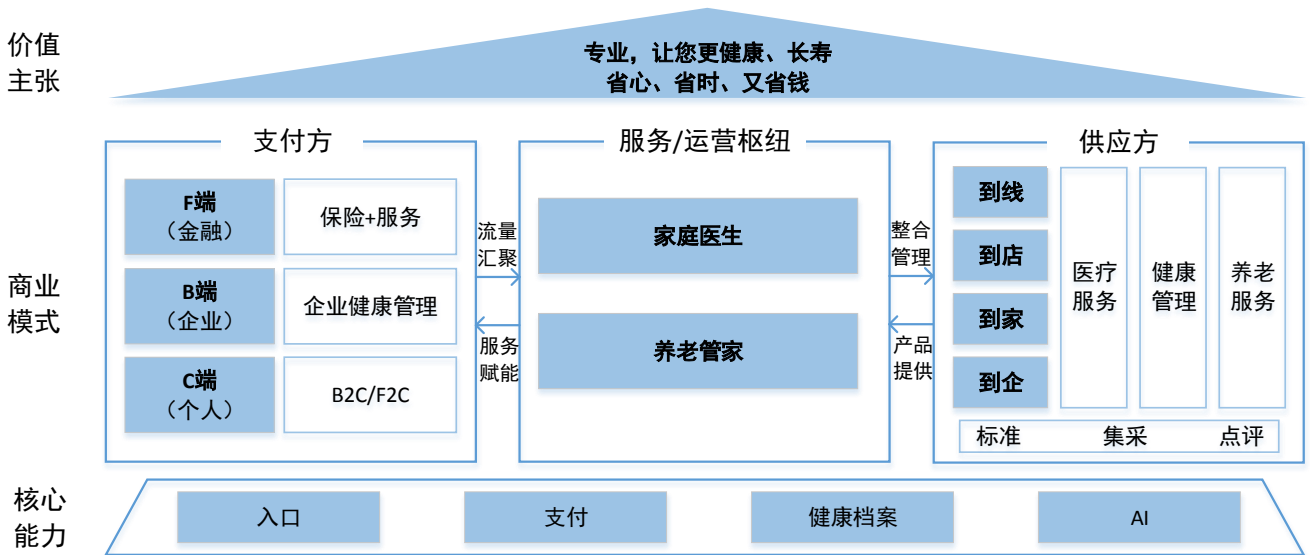 价值
主张
专业，让您更健康、长寿
省心、省时、又省钱
商业
模式
支付方
F端
（金融）
保险+服务
B端
（企业）
企业健康管理
C端
（个人）
B2C/F2C
流量
汇聚
服务
赋能
服务/运营枢纽
家庭医生
养老管家
整合
管理
产品
提供
供应方
到线
到店
到家
到企
医疗
服务
健康
管理
养老
服务
标准 集采 点评
核心
能力
入口 支付 健康档案 AI